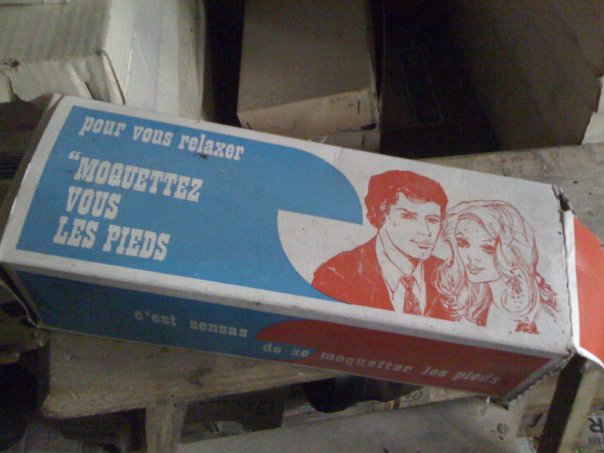 pour vous relaxer
"MOQUETTEZ
VOUS
LES PIEDS
c'est sensas
de se moquetter les pieds